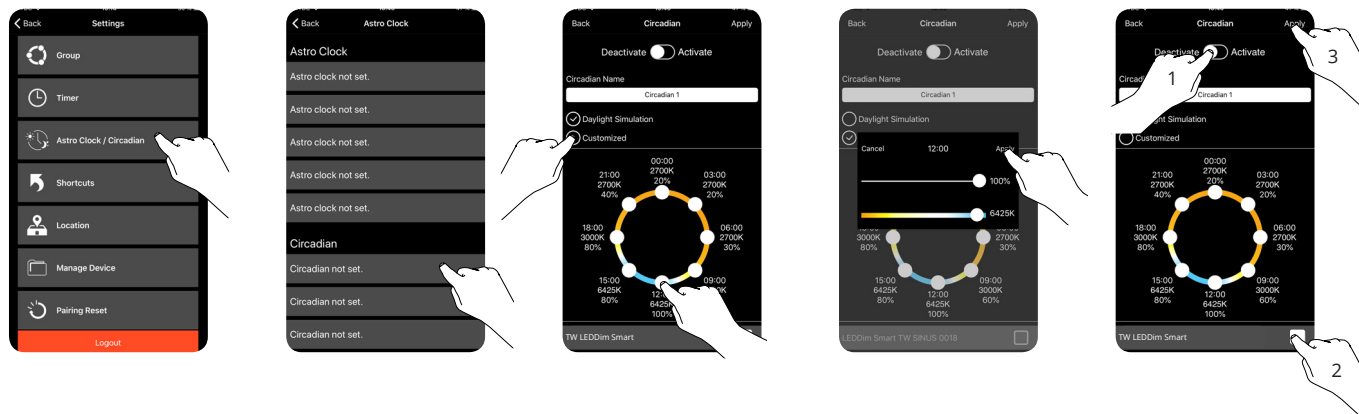 Back Settings
Group
Timer
Astro Clock / Circadian
Shortcuts
Location
Manage Device
Pairing Reset
Logout
Back Astro Clock
Astro Clock
Astro clock not set.
Astro clock not set.
Astro clock not set.
Astro clock not set.
Astro clock not set.
Circadian
Circadian not set.
Circadian not set.
Circadian not set.
Back Circadian Apply
Deactivate Activate
Circadian Name
Circadian 1
Daylight Simulation
Customized
00:00
2700K
20%
03:00
2700K
20%
06:00
2700K
30%
09:00
12:00
6425K
100%
15:00
6425K
80%
18:00
3000K
80%
21:00
2700K
40%
TW LEDDim Smart
Back Circadian Apply
Deactivate Activate
Circadian Name
Circadian 1
Daylight Simulation
Cancel 12:00 Apply
100%
6425K
3000K
80%
2700K
30%
15:00
6425K
80%
12:00
6425K
100%
09:00
3000K
60%
LEDDim Smart TW SINUS 0018
Back Circadian Apply
3
Deactivate Activate
1
Circadian 1
Simulation
Customized
00:00
2700K
20%
03:00
2700K
20%
06:00
2700K
30%
09:00
3000K
60%
12:00
6425K
100%
15:00
6425K
80%
18:00
3000K
80%
21:00
2700K
40%
TW LEDDim Smart
2